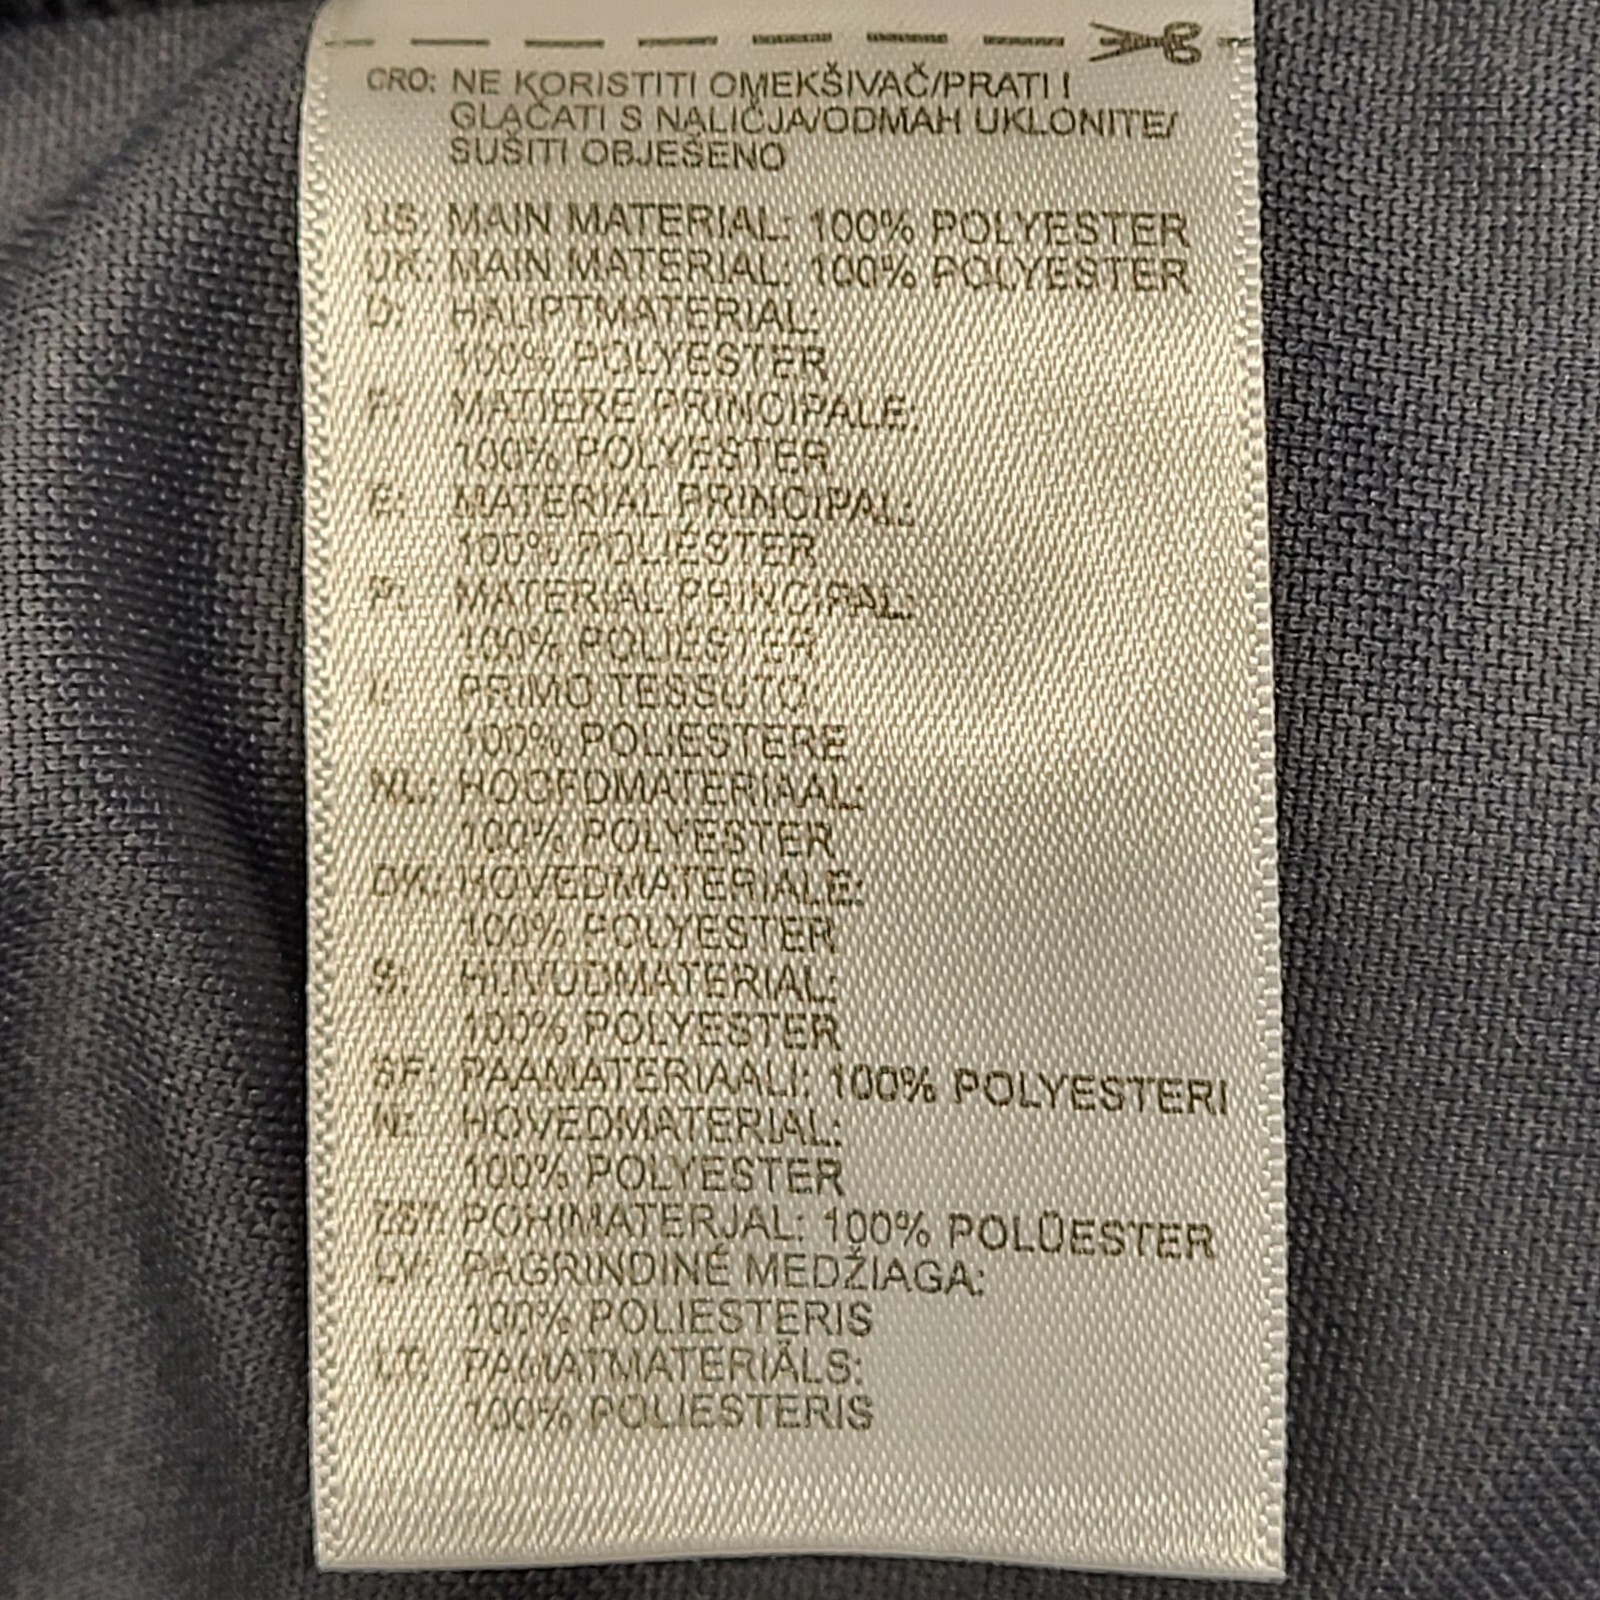 CRO: NE KORISTITI OMEKŠIVAČ/PRATI I
GLAČATI S NALIČJA/ODMAH UKLONITE/
SUŠITI OBJEŠENO
US: MAIN MATERIAL: 100% POLYESTER
UK: MAIN MATERIAL: 100% POLYESTER
D: HAUPTMATERIAL:
100% POLYESTER
F: MATIERE PRINCIPALE:
100% POLYESTER
E: MATERIAL PRINCIPAL:
100% POLIÉSTER
P: MATERIAL PRINCIPAL:
100% POLIÉSTER
I: PRIMO TESSUTO:
100% POLIESTERE
NL: HOOFDMATERIAAL:
100% POLYESTER
DK: HOVEDMATERIALE:
100% POLYESTER
S: HUVUDMATERIAL:
100% POLYESTER
SF: PÄÄMATERIAALI: 100% POLYESTERI
N: HOVEDMATERIAL:
100% POLYESTER
EST: PÕHIMATERJAL: 100% POLÜESTER
LV: PAGRINDINĖ MEDŽIAGA:
100% POLIESTERIS
LT: PAMATMATERIĀLS:
100% POLIESTERIS